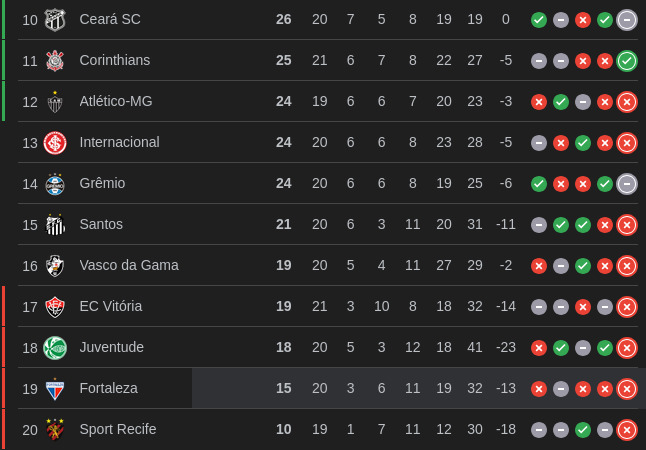 10 Ceará SC 26 20 7 5 8 19 19 0
11 Corinthians 25 21 6 7 8 22 27 -5
12 Atlético-MG 24 19 6 6 7 20 23 -3
13 Internacional 24 20 6 6 8 23 28 -5
14 Grêmio 24 20 6 6 8 19 25 -6
15 Santos 21 20 6 3 11 20 31 -11
16 Vasco da Gama 19 20 5 4 11 27 29 -2
17 EC Vitória 19 21 3 10 8 18 32 -14
18 Juventude 18 20 5 3 12 18 41 -23
19 Fortaleza 15 20 3 6 11 19 32 -13
20 Sport Recife 10 19 1 7 11 12 30 -18